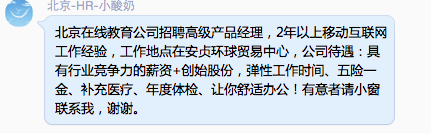 北京-HR-小酸奶
北京在线教育公司招聘高级产品经理，2年以上移动互联网
工作经验，工作地点在安贞环球贸易中心，公司待遇：具
有行业竞争力的薪资+创始股份，弹性工作时间、五险一
金、补充医疗、年度体检、让你舒适办公！有意者请小窗
联系我，谢谢。